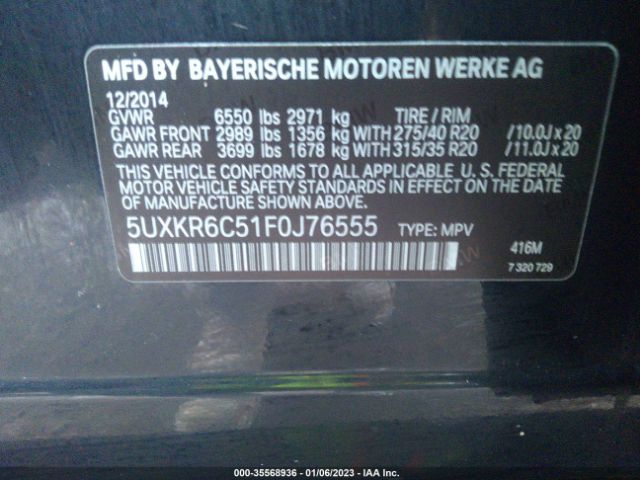 MFD BY BAYERISCHE MOTOREN WERKE AG
12/2014
GVWR 6550 lbs 2971 kg TIRE / RIM
GAWR FRONT 2989 lbs 1356 kg WITH 275/40 R20 /10.0J x 20
GAWR REAR 3699 lbs 1678 kg WITH 315/35 R20 /11.0J x 20
THIS VEHICLE CONFORMS TO ALL APPLICABLE U. S. FEDERAL
MOTOR VEHICLE SAFETY STANDARDS IN EFFECT ON THE
DATE OF MANUFACTURE SHOWN ABOVE.
5UXKR6C51F0J76555 TYPE: MPV
416M
7 320 729
000-35568936 - 01/06/2023 - IAA Inc.